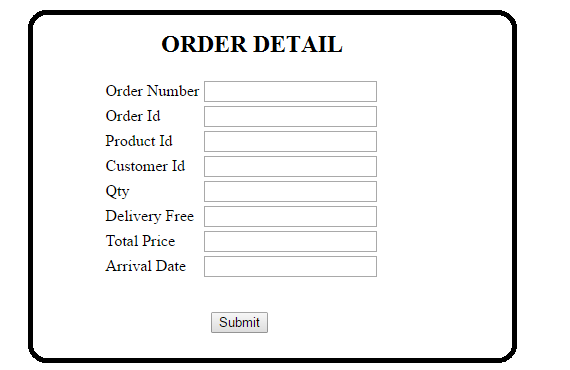 ORDER DETAIL
Order Number
Order Id
Product Id
Customer Id
Qty
Delivery Free
Total Price
Arrival Date
Submit